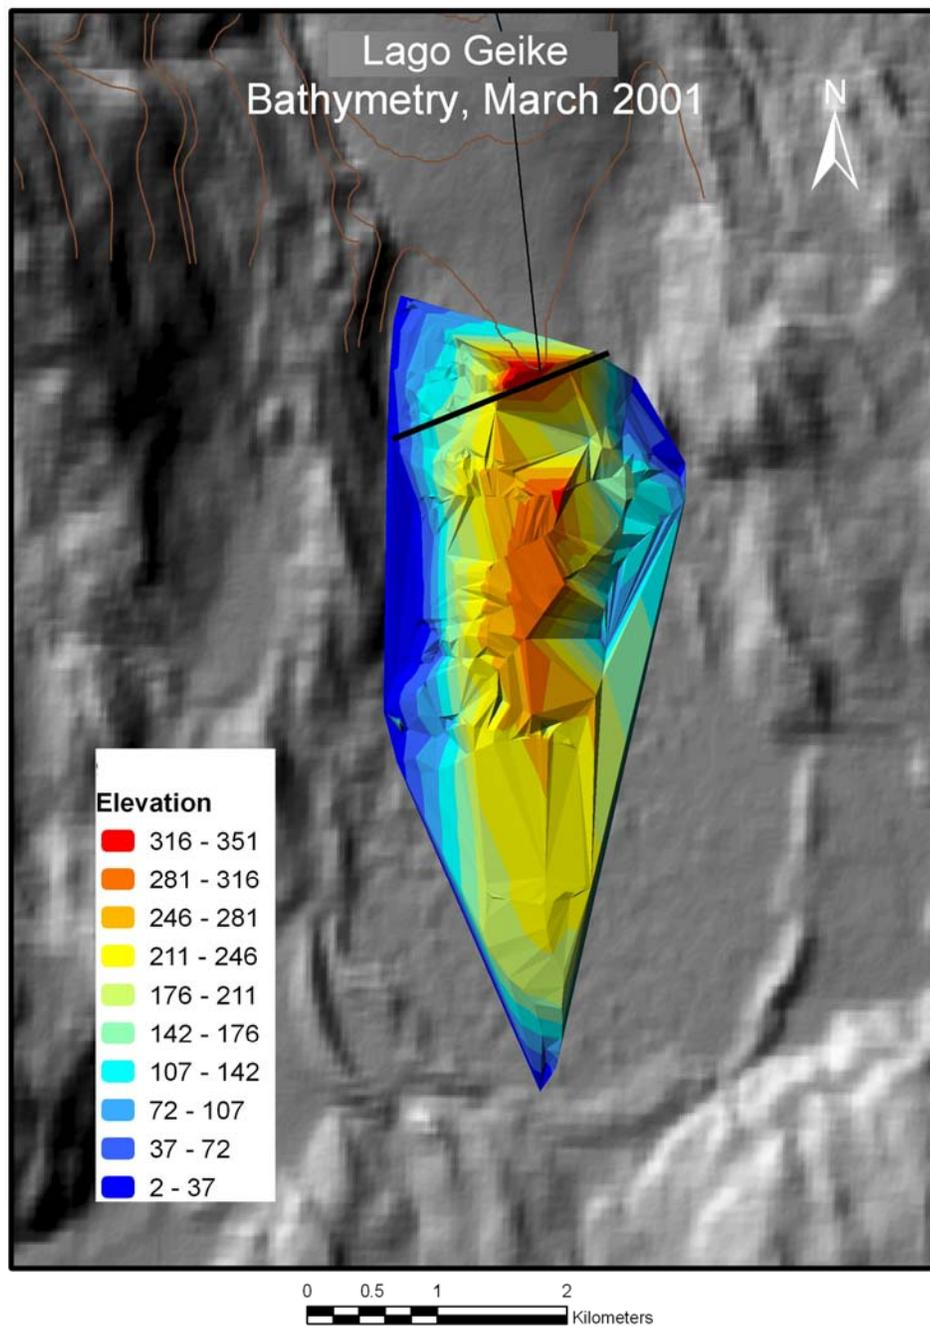 Lago Geike
Bathymetry, March 2001
N
Elevation
316 - 351
281 - 316
246 - 281
211 - 246
176 - 211
142 - 176
107 - 142
72 - 107
37 - 72
2 - 37
0 0.5 1 2
Kilometers